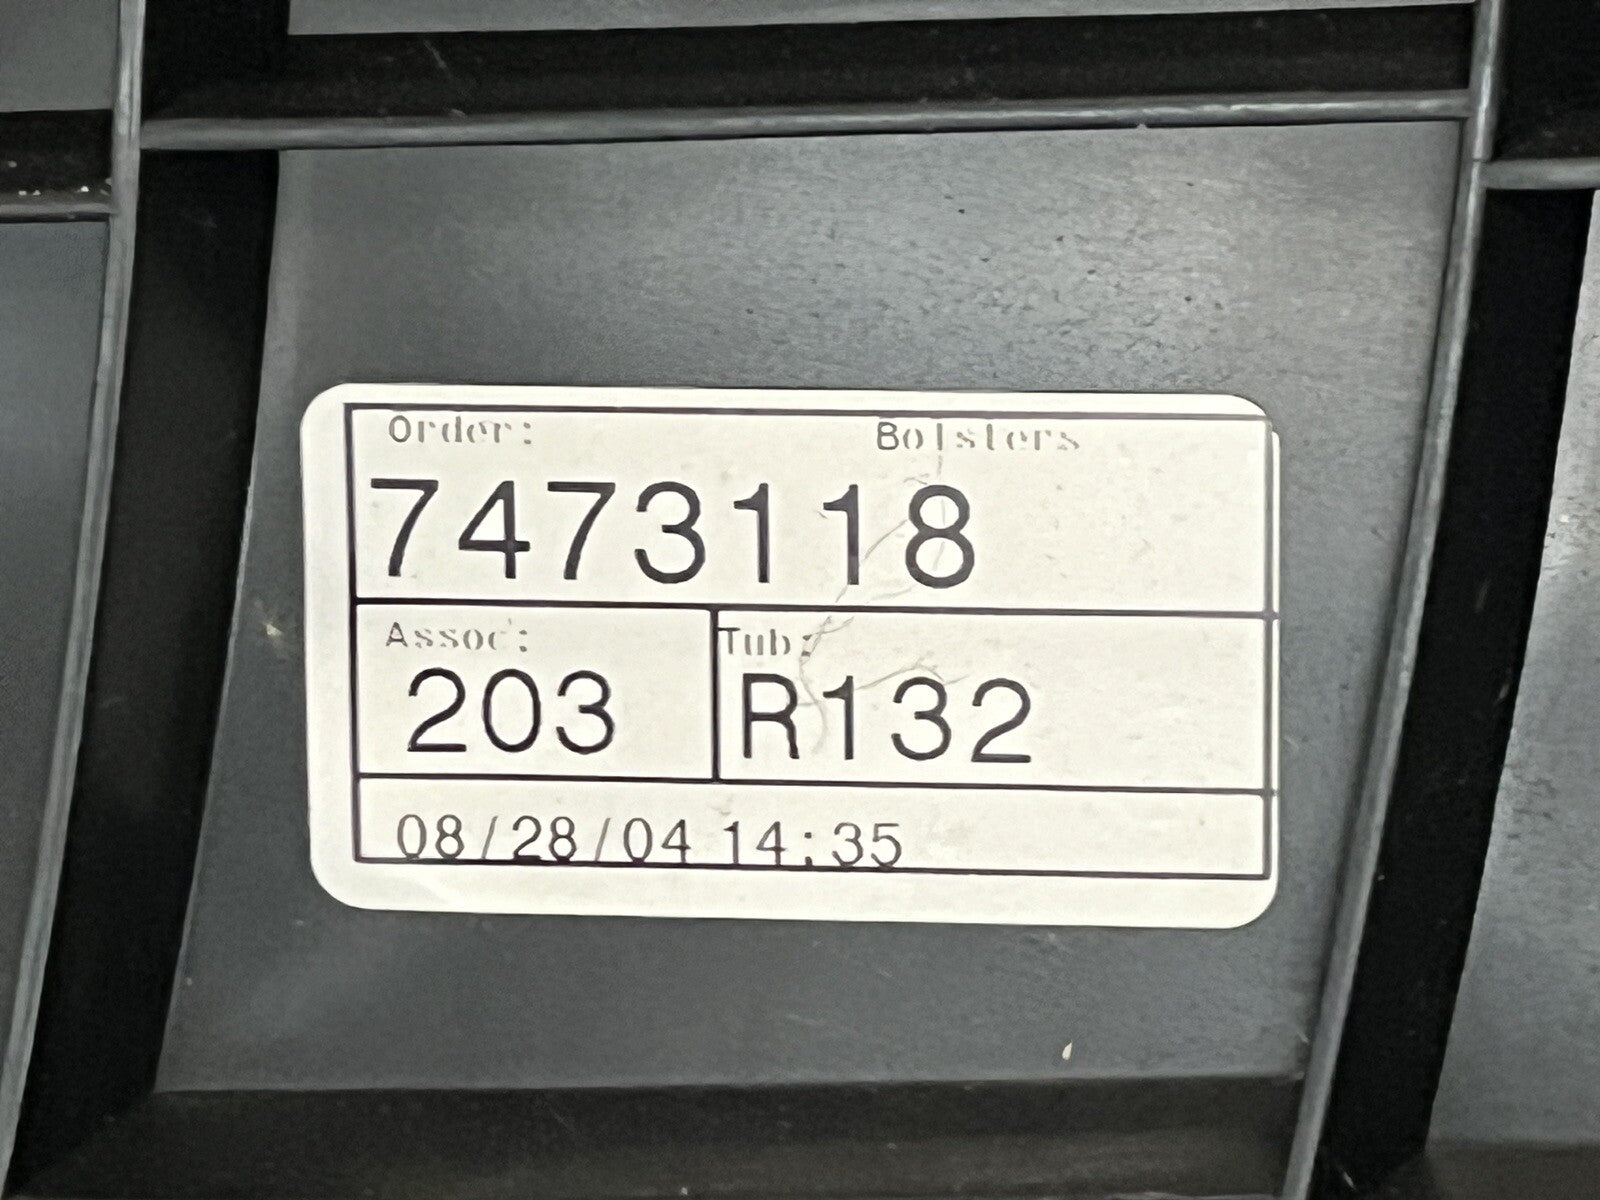 Order: Bolsters
7473118
Assoc: Tub:
203 R132
08/28/04 14:35